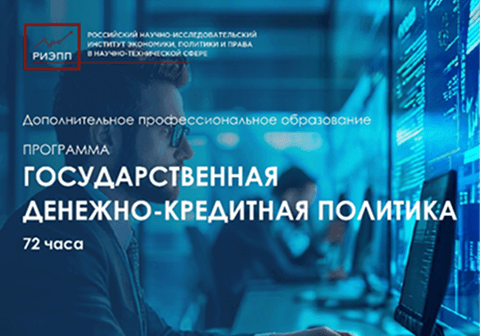 РОССИЙСКИЙ НАУЧНО-ИССЛЕДОВАТЕЛЬСКИЙ
ИНСТИТУТ ЭКОНОМИКИ, ПОЛИТИКИ И ПРАВА
В НАУЧНО-ТЕХНИЧЕСКОЙ СФЕРЕ
РИЭПП
Дополнительное профессиональное образование
ПРОГРАММА
ГОСУДАРСТВЕННАЯ
ДЕНЕЖНО-КРЕДИТНАЯ ПОЛИТИКА
72 часа